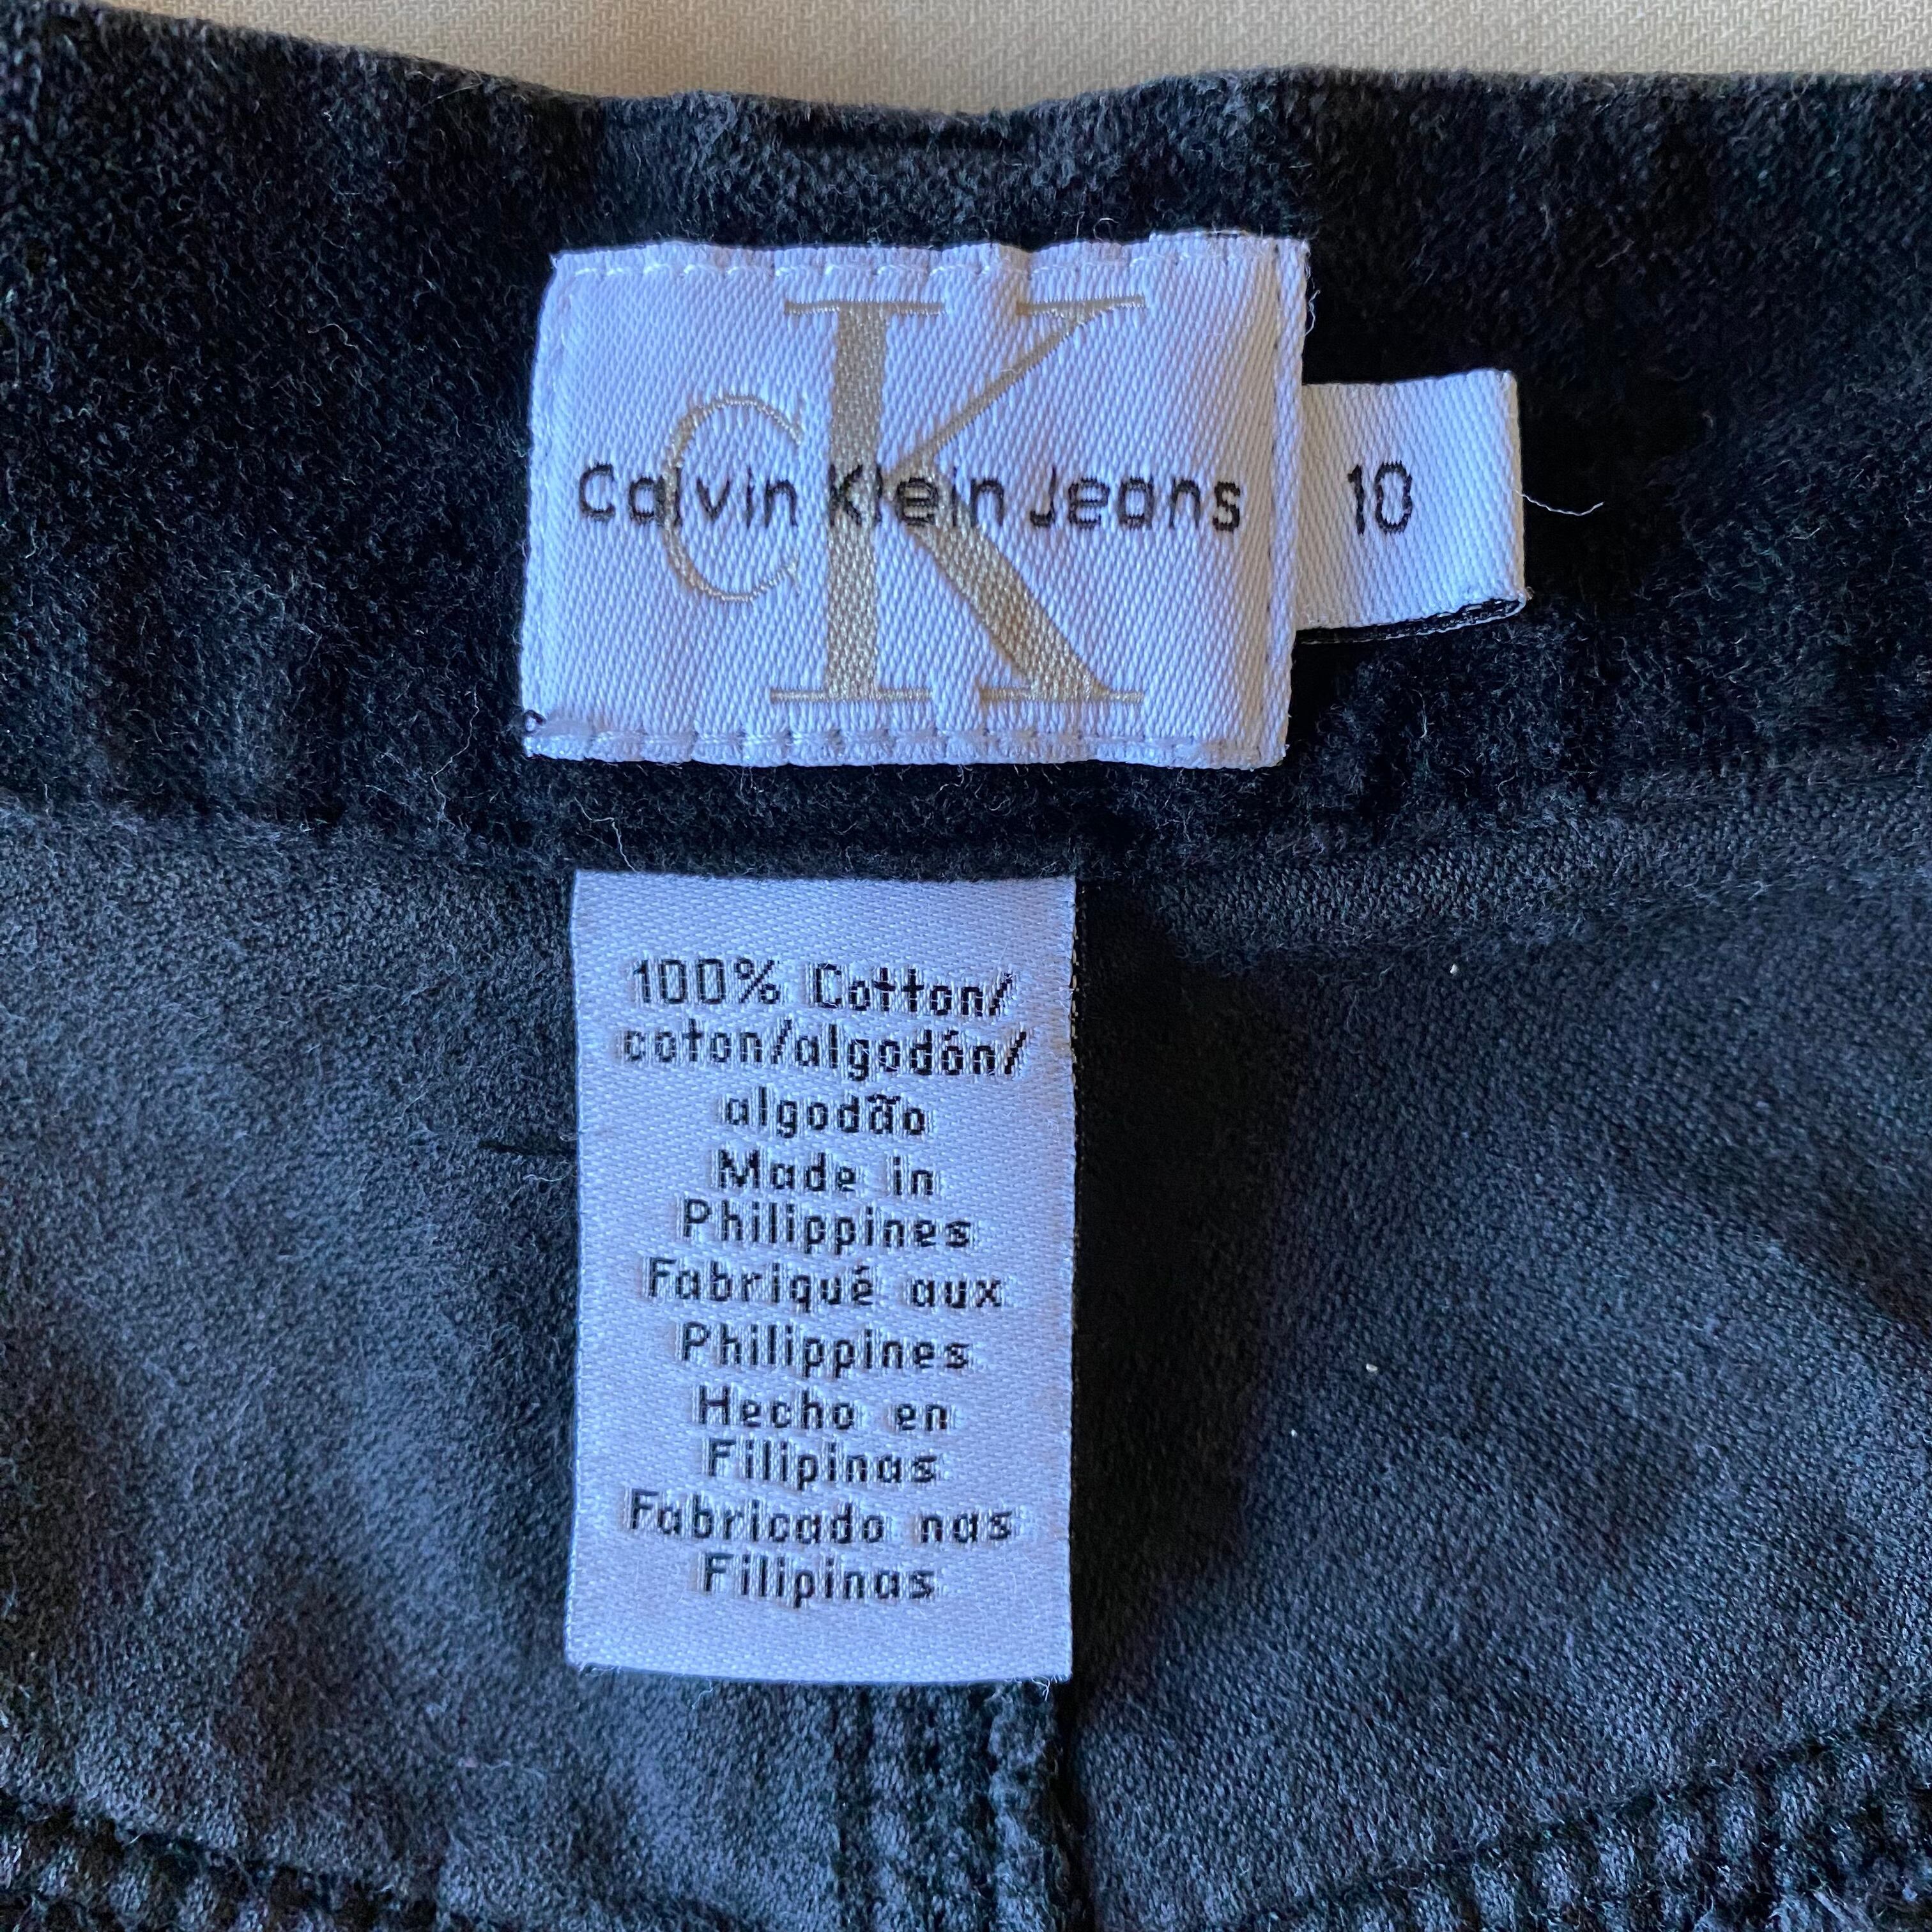 cK
Calvin Klein Jeans
10
100% Cotton/
coton/algodón/
algodão
Made in
Philippines
Fabriqué aux
Philippines
Hecho en
Filipinas
Fabricado nas
Filipinas